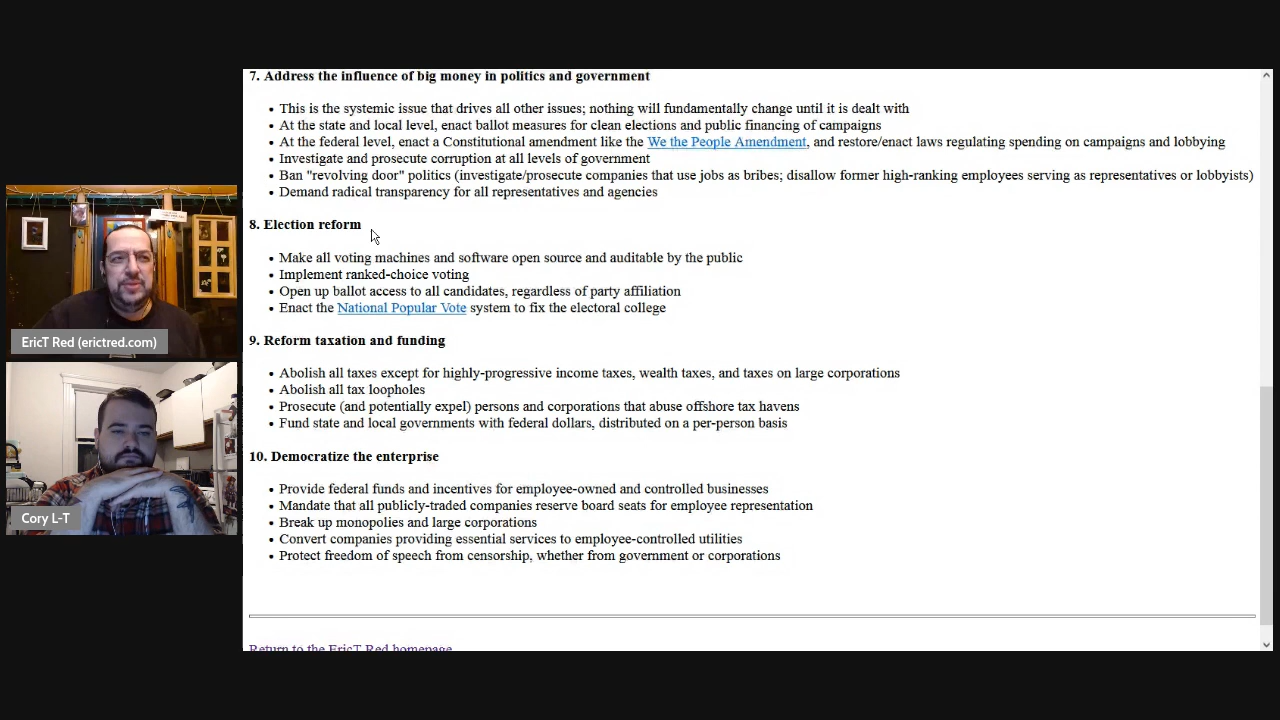 7. Address the influence of big money in politics and government
This is the systemic issue that drives all other issues; nothing will fundamentally change until it is dealt with
At the state and local level, enact ballot measures for clean elections and public financing of campaigns
At the federal level, enact a Constitutional amendment like the We the People Amendment, and restore/enact laws regulating spending on campaigns and lobbying
Investigate and prosecute corruption at all levels of government
Ban "revolving door" politics (investigate/prosecute companies that use jobs as bribes; disallow former high-ranking employees serving as representatives or lobbyists)
Demand radical transparency for all representatives and agencies
8. Election reform
Make all voting machines and software open source and auditable by the public
Implement ranked-choice voting
Open up ballot access to all candidates, regardless of party affiliation
Enact the National Popular Vote system to fix the electoral college
9. Reform taxation and funding
Abolish all taxes except for highly-progressive income taxes, wealth taxes, and taxes on large corporations
Abolish all tax loopholes
Prosecute (and potentially expel) persons and corporations that abuse offshore tax havens
Fund state and local governments with federal dollars, distributed on a per-person basis
10. Democratize the enterprise
Provide federal funds and incentives for employee-owned and controlled businesses
Mandate that all publicly-traded companies reserve board seats for employee representation
Break up monopolies and large corporations
Convert companies providing essential services to employee-controlled utilities
Protect freedom of speech from censorship, whether from government or corporations
Return to the EricT Red homepage
EricT Red (erictred.com)
Cory L-T